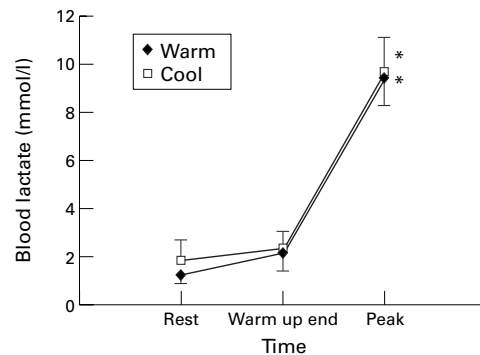 12
10
8
6
4
2
0
Blood lactate (mmol/l)
Warm
Cool
*
*
Rest Warm up end Peak
Time